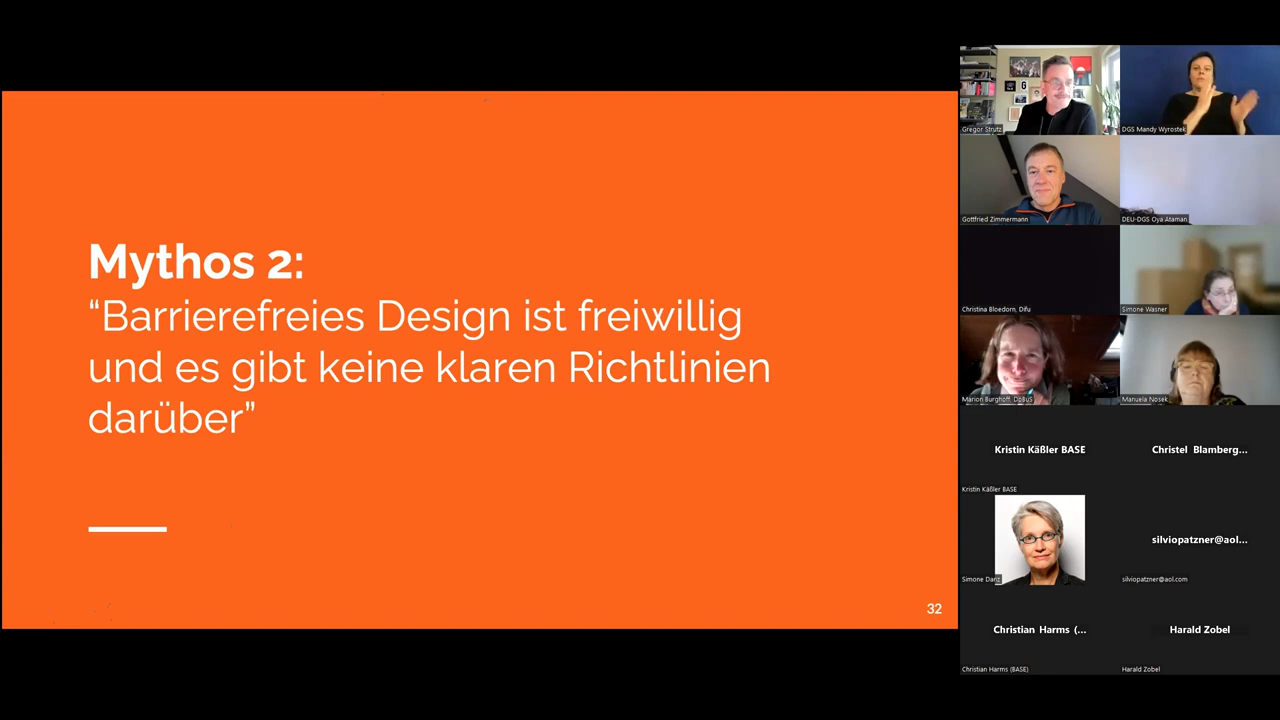 Mythos 2:
“Barrierefreies Design ist freiwillig
und es gibt keine klaren Richtlinien
darüber”
32
Gregor Strutz
DGS Mandy Wyrostek
Gottfried Zimmermann
DEU-DGS Oya Ataman
Christina Bloedorn, Difu
Simone Wasner
Marion Burghoff, DoBuS
Manuela Nosek
Kristin Käßler BASE
Christel Blamberg...
Kristin Käßler BASE
silviopatzner@aol...
Simone Danz
silviopatzner@aol.com
Christian Harms (...
Harald Zobel
Christian Harms (BASE)
Harald Zobel